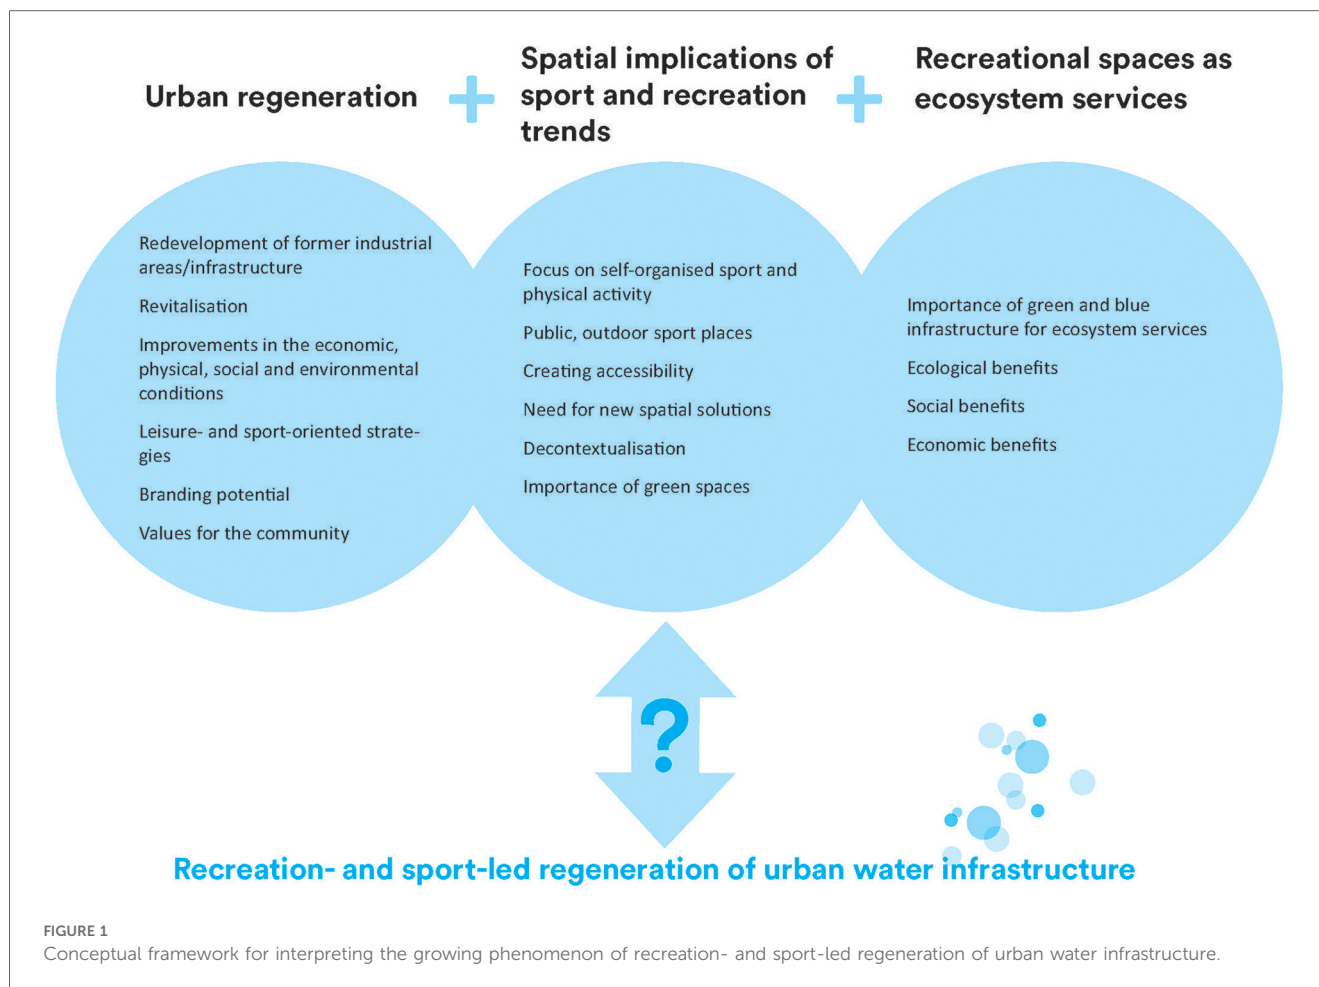 Urban regeneration
+
Spatial implications of
sport and recreation
trends
+
Recreational spaces as
ecosystem services
Redevelopment of former industrial
areas/infrastructure
Revitalisation
Improvements in the economic,
physical, social and environmental
conditions
Leisure- and sport-oriented strate-
gies
Branding potential
Values for the community
Focus on self-organised sport and
physical activity
Public, outdoor sport places
Creating accessibility
Need for new spatial solutions
Decontextualisation
Importance of green spaces
Importance of green and blue
infrastructure for ecosystem services
Ecological benefits
Social benefits
Economic benefits
?
Recreation- and sport-led regeneration of urban water infrastructure
FIGURE 1
Conceptual framework for interpreting the growing phenomenon of recreation- and sport-led regeneration of urban water infrastructure.